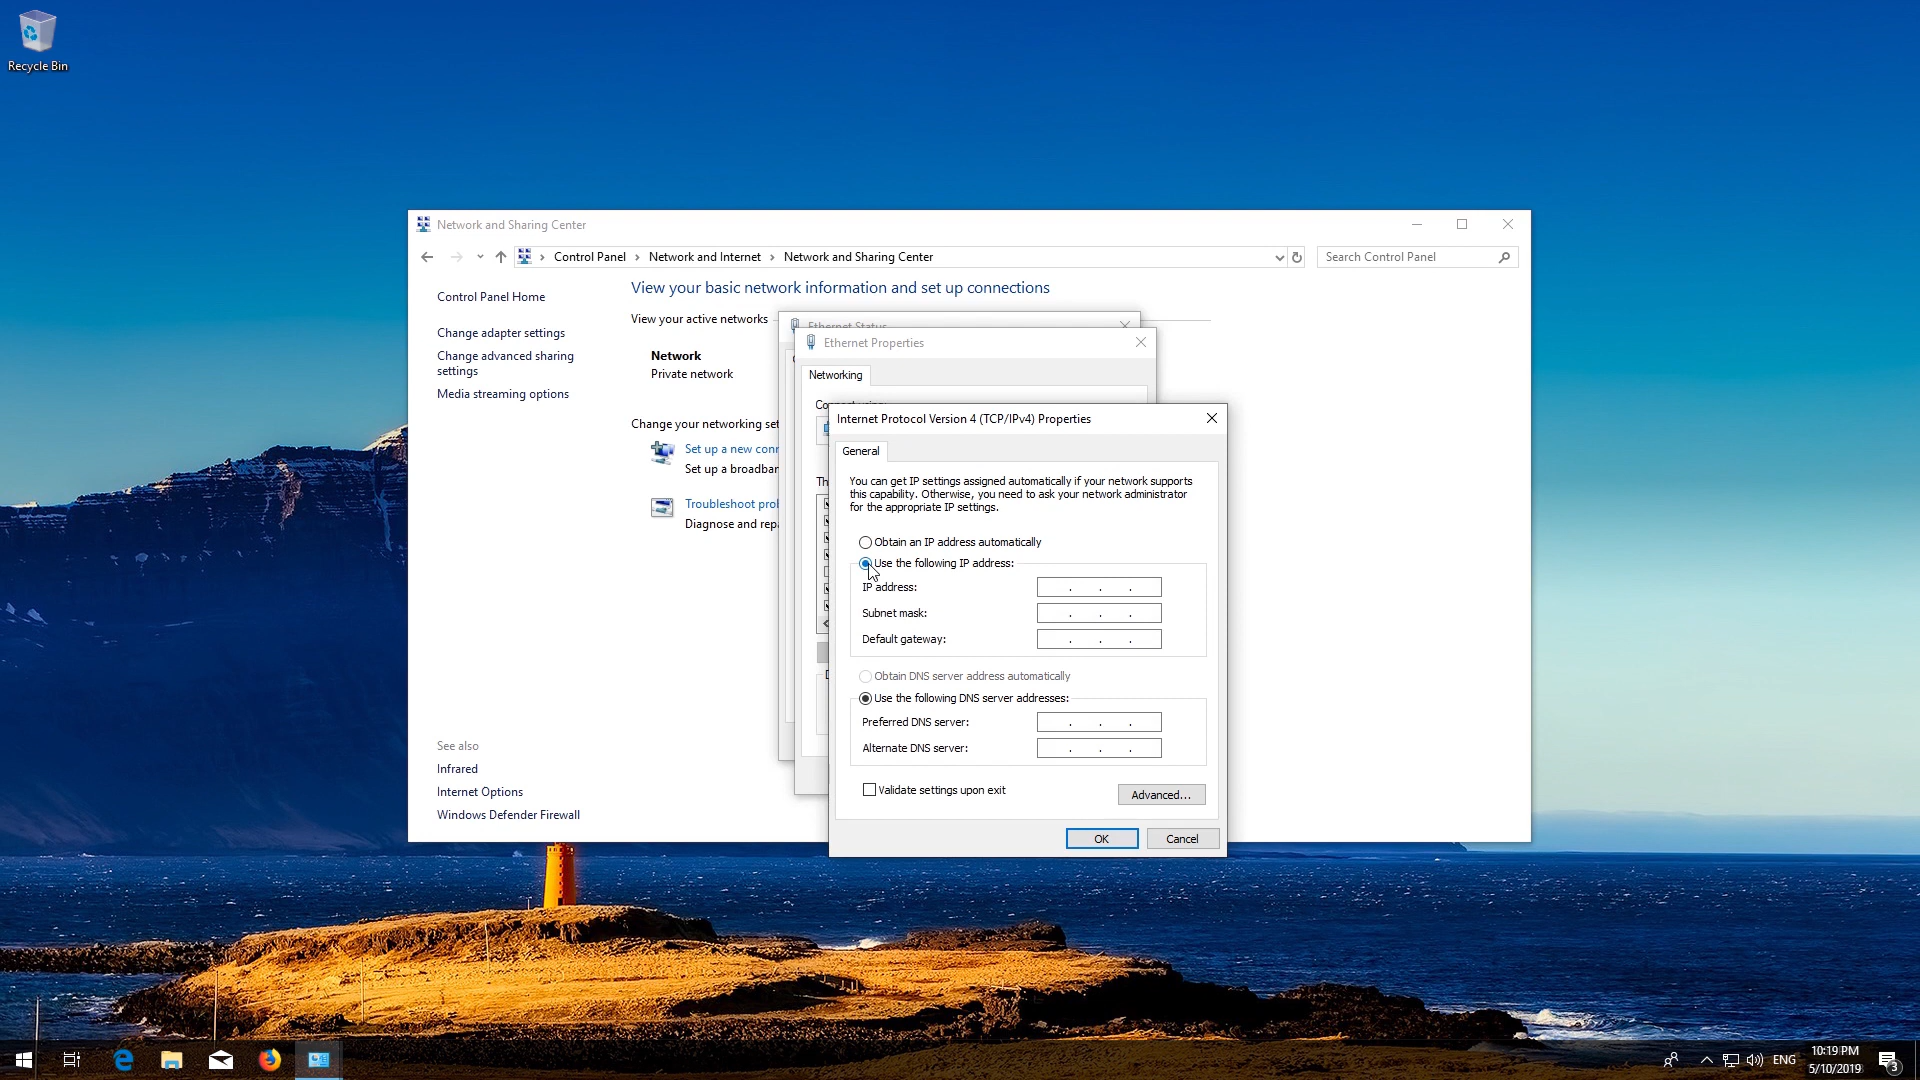 Recycle Bin
Network and Sharing Center
Control Panel
Network and Internet
Network and Sharing Center
Search Control Panel
Control Panel Home
Change adapter settings
Change advanced sharing
settings
Media streaming options
See also
Infrared
Internet Options
Windows Defender Firewall
View your basic network information and set up connections
View your active networks
Network
Private network
Change your networking set
Set up a new conn
Set up a broadban
Troubleshoot prob
Diagnose and repa
Ethernet Status
Ethernet Properties
Networking
Internet Protocol Version 4 (TCP/IPv4) Properties
General
You can get IP settings assigned automatically if your network supports
this capability. Otherwise, you need to ask your network administrator
for the appropriate IP settings.
Obtain an IP address automatically
Use the following IP address:
IP address:
Subnet mask:
Default gateway:
Obtain DNS server address automatically
Use the following DNS server addresses:
Preferred DNS server:
Alternate DNS server:
Validate settings upon exit
Advanced...
OK
Cancel
ENG
10:19 PM
5/10/2019
3